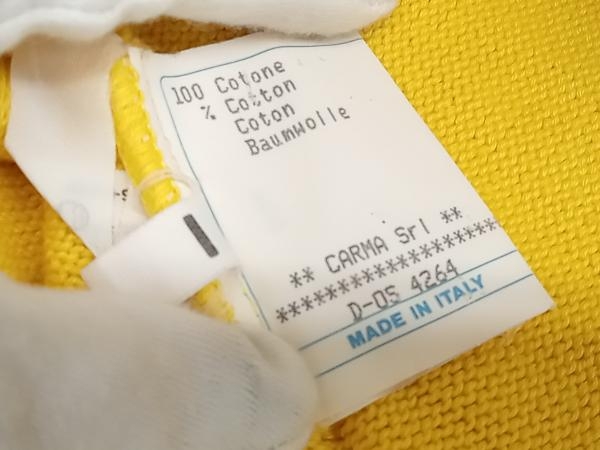 100 Cotone
% Cotton
Coton
Baumwolle
** CARMA Srl **
********************
D-OS 4264
MADE IN ITALY